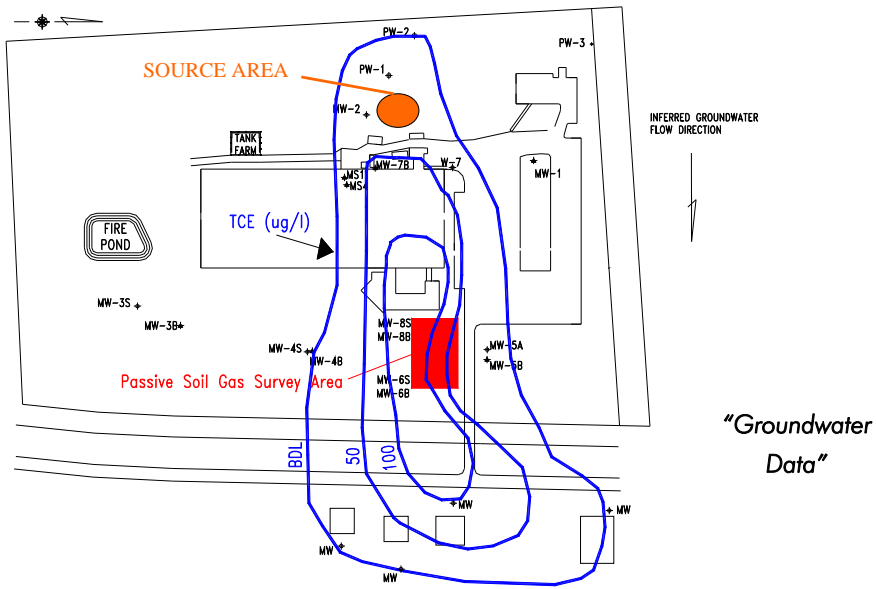 PW-2
PW-3
SOURCE AREA
PW-1
MW-2
INFERRED GROUNDWATER
FLOW DIRECTION
TANK
FARM
MW-7B
W-7
MW-1
MS1
MS4
TCE (ug/l)
FIRE
POND
MW-3S
MW-3B
MW-8S
MW-8B
MW-4S
MW-4B
MW-5A
MW-5B
Passive Soil Gas Survey Area
MW-6S
MW-6B
"Groundwater
Data"
BDL
50
100
MW
MW
MW
MW